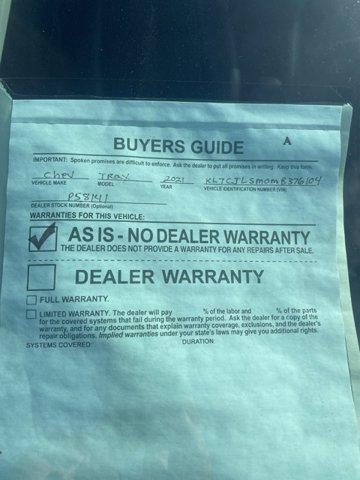 BUYERS GUIDE
A
IMPORTANT: Spoken promises are difficult to enforce. Ask the dealer to put all promises in writing. Keep this form.
Chev Trax 2021 KL7CJLSM0MB376104
VEHICLE MAKE MODEL YEAR VEHICLE IDENTIFICATION NUMBER (VIN)
P58141
DEALER STOCK NUMBER (Optional)
WARRANTIES FOR THIS VEHICLE:
AS IS - NO DEALER WARRANTY
THE DEALER DOES NOT PROVIDE A WARRANTY FOR ANY REPAIRS AFTER SALE.
DEALER WARRANTY
FULL WARRANTY.
LIMITED WARRANTY. The dealer will pay % of the labor and % of the parts
for the covered systems that fail during the warranty period. Ask the dealer for a copy of the
warranty, and for any documents that explain warranty coverage, exclusions, and the dealer's
repair obligations. Implied warranties under your state's laws may give you additional rights.
SYSTEMS COVERED: DURATION: